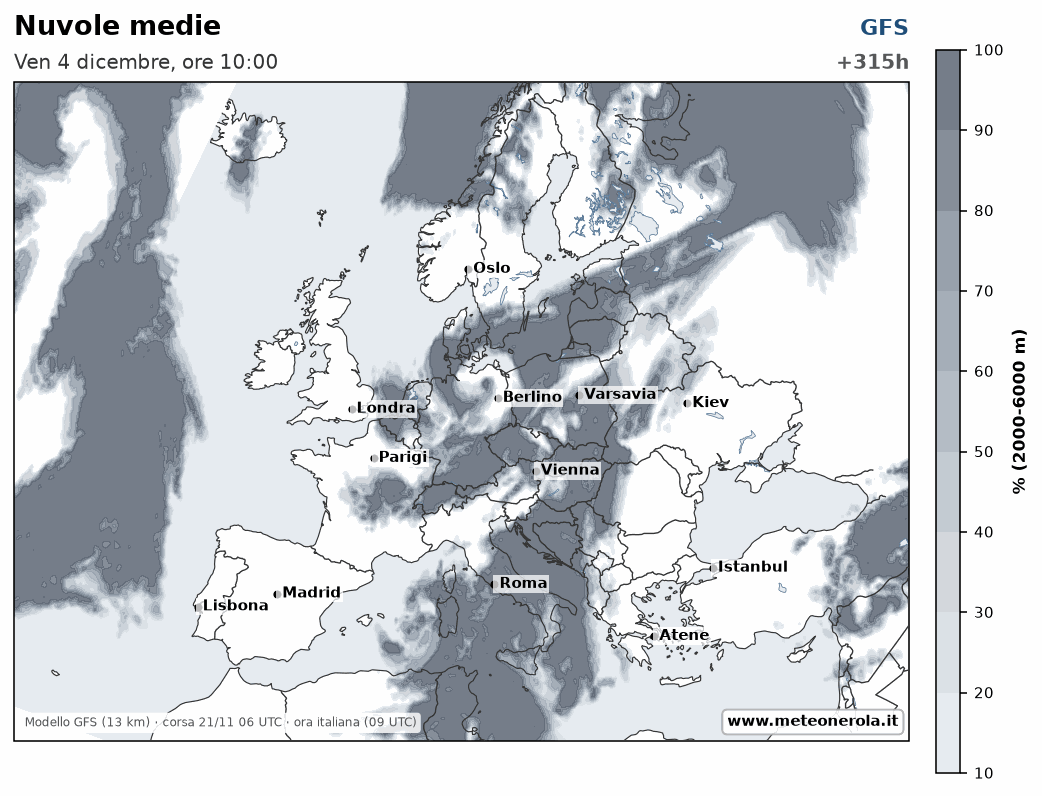 Nuvole medie
GFS
Ven 4 dicembre, ore 10:00
+315h
Oslo
Londra
Berlino
Varsavia
Kiev
Parigi
Vienna
Istanbul
Roma
Madrid
Lisbona
Atene
Modello GFS (13 km) · corsa 21/11 06 UTC · ora italiana (09 UTC)
www.meteonerola.it
100
90
80
70
60
50
40
30
20
10
% (2000-6000 m)